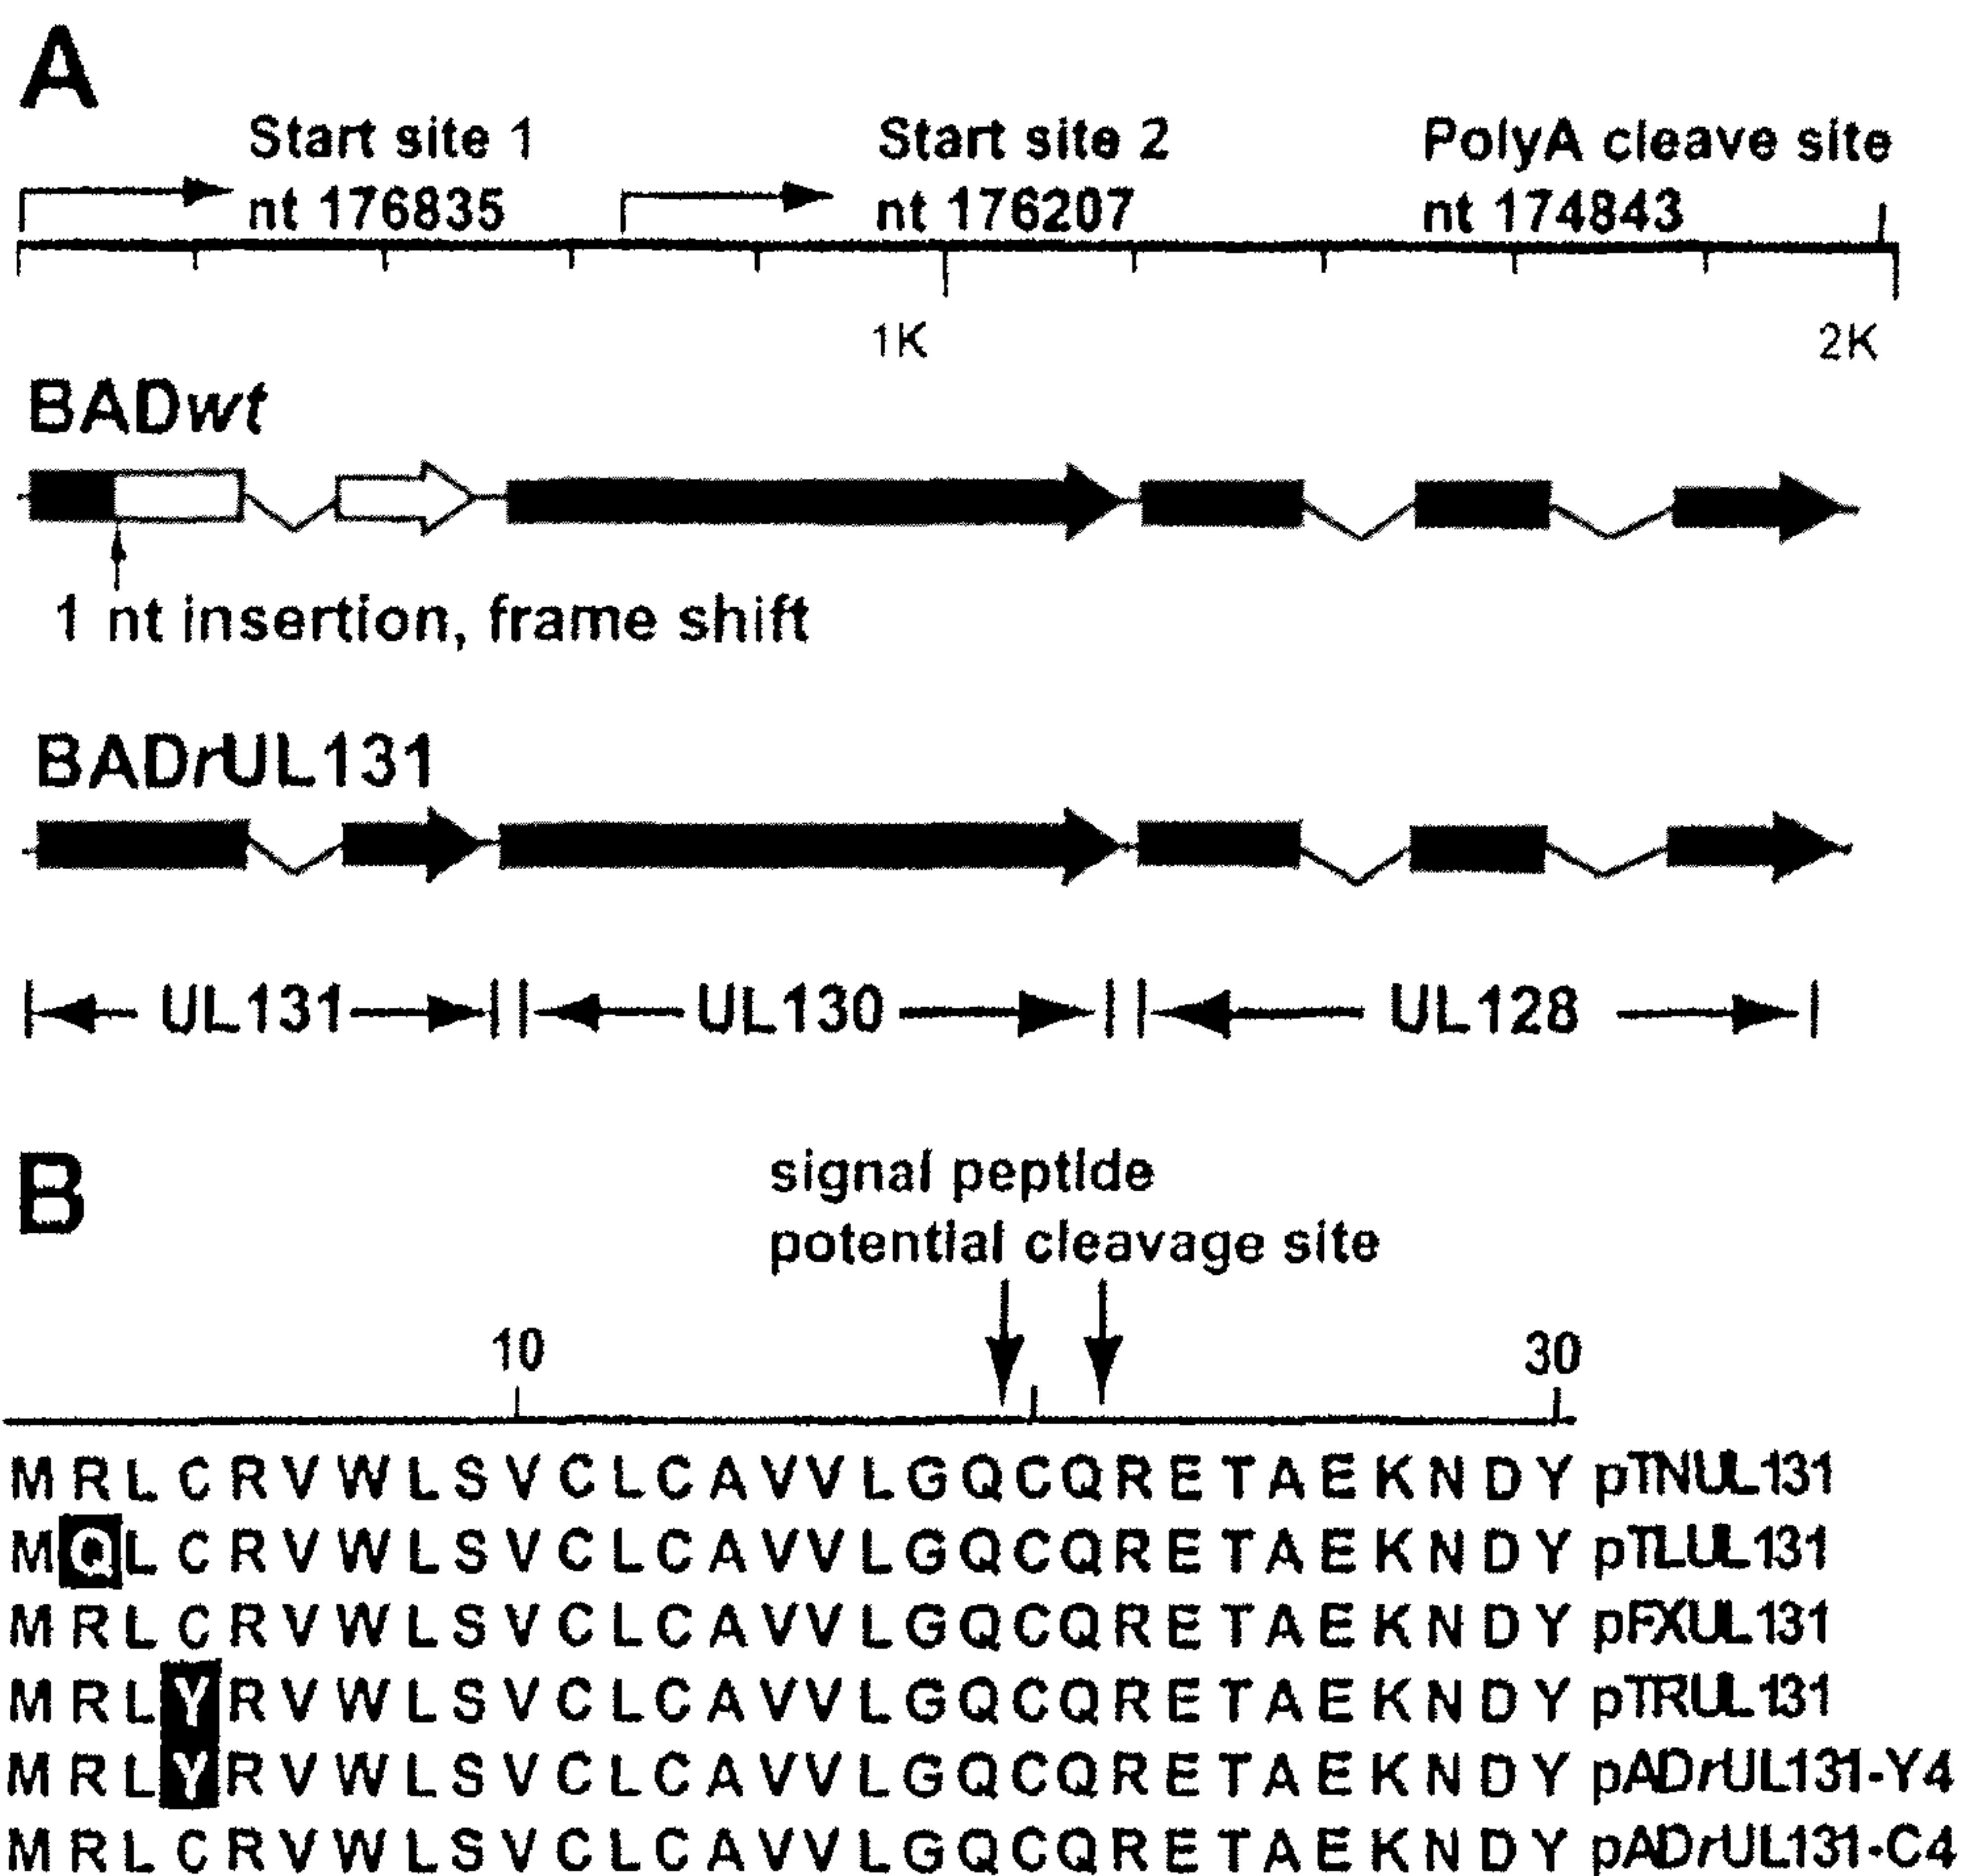 A
Start site 1
nt 176835
Start site 2
nt 176207
PolyA cleave site
nt 174843
1K
2K
BADwt
1 nt insertion, frame shift
BADrUL131
UL131
UL130
UL128
B
signal peptide
potential cleavage site
10
30
M R L C R V W L S V C L C A V V L G Q C Q R E T A E K N D Y pTNUL131
M Q L C R V W L S V C L C A V V L G Q C Q R E T A E K N D Y pTLUL131
M R L C R V W L S V C L C A V V L G Q C Q R E T A E K N D Y pFXUL131
M R L Y R V W L S V C L C A V V L G Q C Q R E T A E K N D Y pTRUL131
M R L Y R V W L S V C L C A V V L G Q C Q R E T A E K N D Y pADrUL131-Y4
M R L C R V W L S V C L C A V V L G Q C Q R E T A E K N D Y pADrUL131-C4